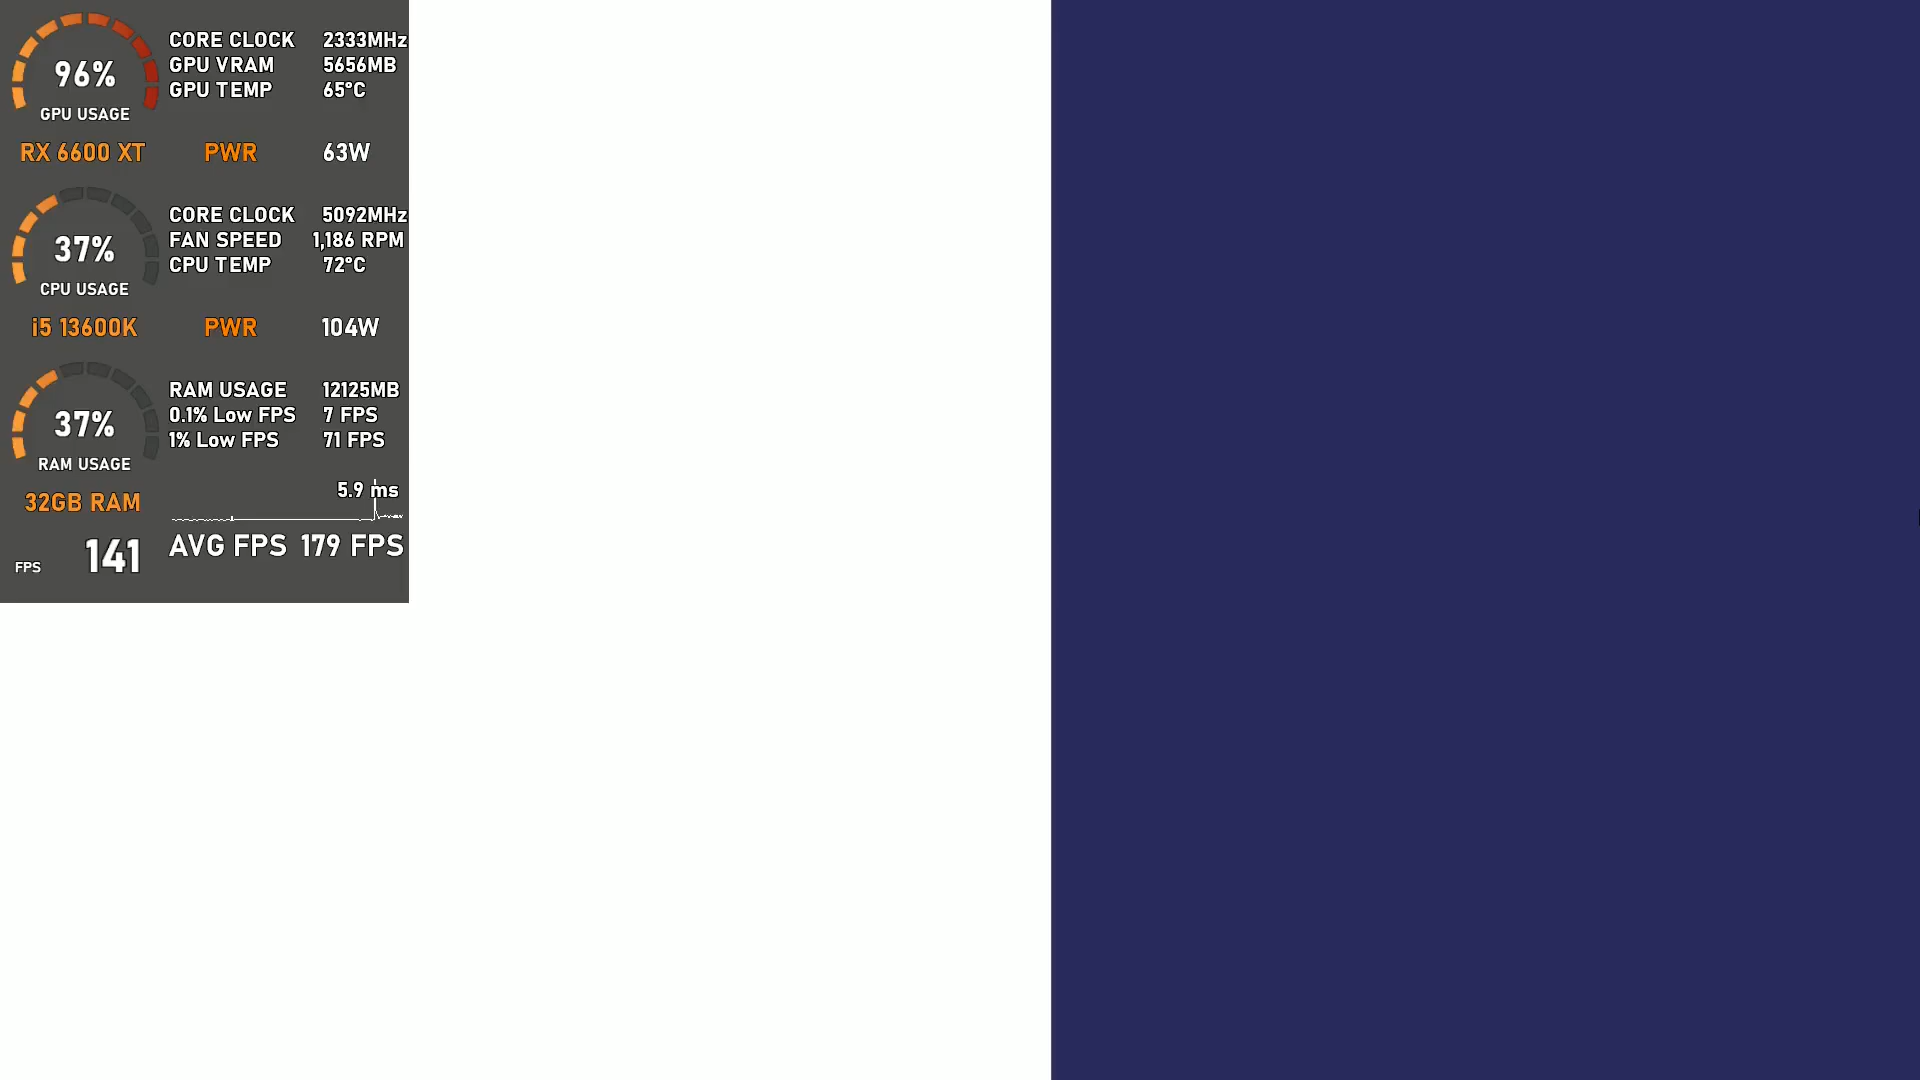 96%
GPU USAGE
CORE CLOCK 2333MHz
GPU VRAM 5656MB
GPU TEMP 65°C
RX 6600 XT PWR 63W
37%
CPU USAGE
CORE CLOCK 5092MHz
FAN SPEED 1,186 RPM
CPU TEMP 72°C
i5 13600K PWR 104W
37%
RAM USAGE
RAM USAGE 12125MB
0.1% Low FPS 7 FPS
1% Low FPS 71 FPS
32GB RAM
5.9 ms
FPS 141
AVG FPS 179 FPS